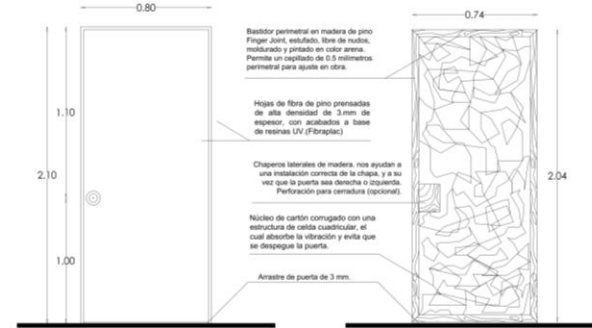 0.80
0.74
Bastidor perimetral en madera de pino
Finger Joint, estufado, libre de nudos,
moldurado y pintado en color arena.
Permite un cepillado de 0.5 milimetros
perimetral para ajuste en obra.
1.10
Hojas de fibra de pino prensadas
de alta densidad de 3.mm de
espesor, con acabados a base
de resinas UV.(Fibraplac)
Chaperos laterales de madera. nos ayudan a
una instalación correcta de la chapa, y a su
vez que la puerta sea derecha o izquierda.
Perforación para cerradura (opcional).
2.10
2.04
Núcleo de cartón corrugado con una
estructura de celda cuadricular, el
cual absorbe la vibración y evita que
se despegue la puerta.
1.00
Arrastre de puerta de 3 mm.